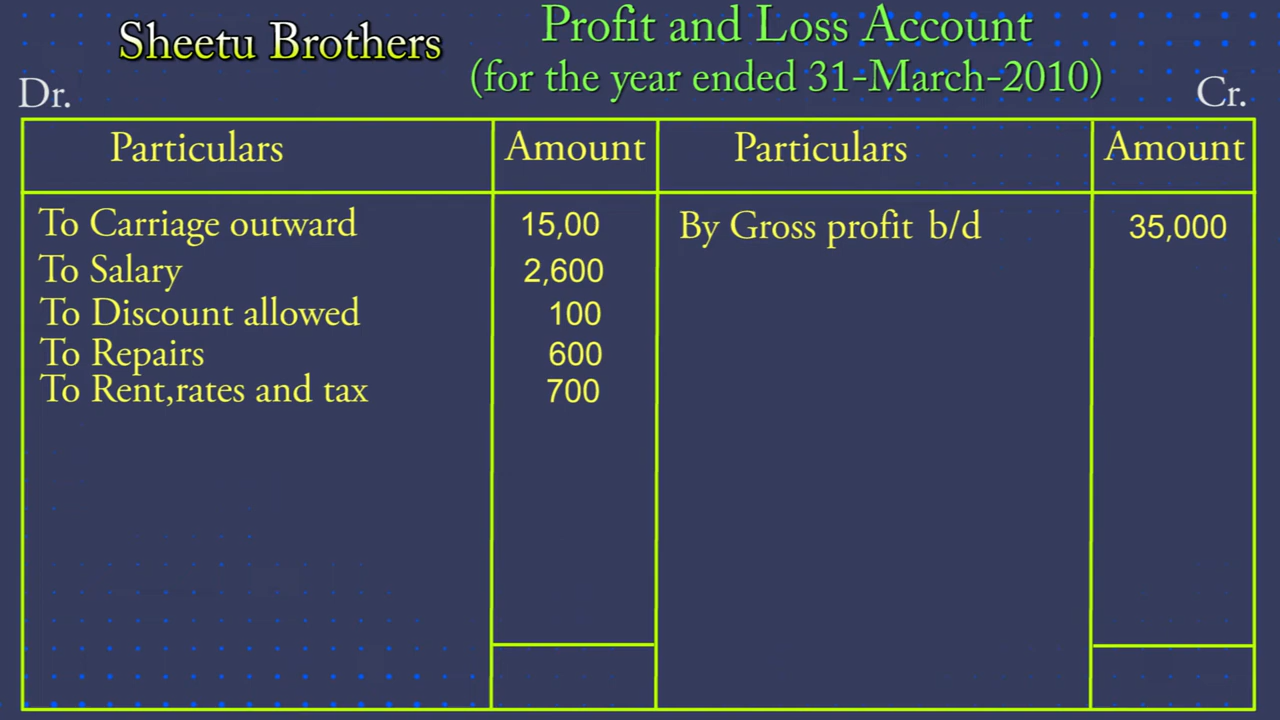 Sheetu Brothers
Profit and Loss Account
(for the year ended 31-March-2010)
Dr.
Cr.
Particulars Amount Particulars Amount
To Carriage outward 15,00 By Gross profit b/d 35,000
To Salary 2,600
To Discount allowed 100
To Repairs 600
To Rent,rates and tax 700